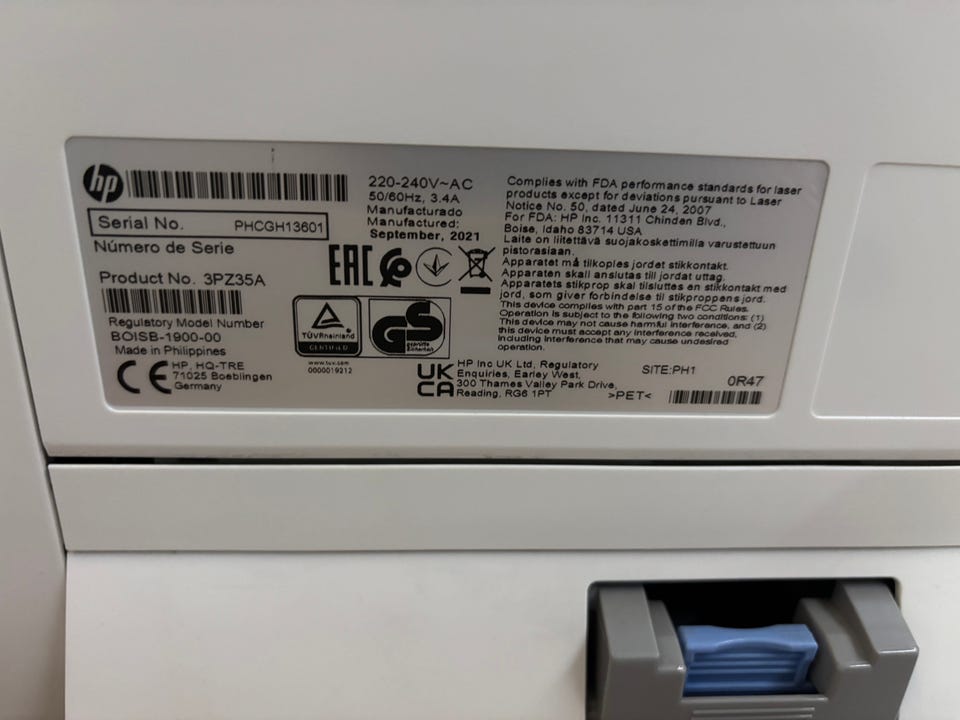 hp
Serial No. PHCGH13601
Número de Serie
Product No. 3PZ35A
Regulatory Model Number
BOISB-1900-00
Made in Philippines
CE
HP, HQ-TRE
71025 Boeblingen
Germany
220-240V~AC
50/60Hz, 3.4A
Manufacturado
Manufactured:
September, 2021
EAC
TÜVRheinland
CERTIFIED
www.tuv.com
0000019212
GS
geprüfte
Sicherheit
Complies with FDA performance standards for laser
products except for deviations pursuant to Laser
Notice No. 50, dated June 24, 2007
For FDA: HP Inc. 11311 Chinden Blvd.,
Boise, Idaho 83714 USA
Laite on liitettävä suojakoskettimilla varustettuun
pistorasiaan.
Apparatet må tilkoples jordet stikkontakt.
Apparaten skall anslutas till jordat uttag.
Apparatets stikprop skal tilsluttes en stikkontakt med
jord, som giver forbindelse til stikproppens jord.
This device complies with part 15 of the FCC Rules.
Operation is subject to the following two conditions: (1)
This device may not cause harmful interference, and (2)
this device must accept any interference received,
including interference that may cause undesired
operation.
UK
CA
HP Inc UK Ltd, Regulatory
Enquiries, Earley West,
300 Thames Valley Park Drive,
Reading, RG6 1PT
>PET<
SITE:PH1
0R47